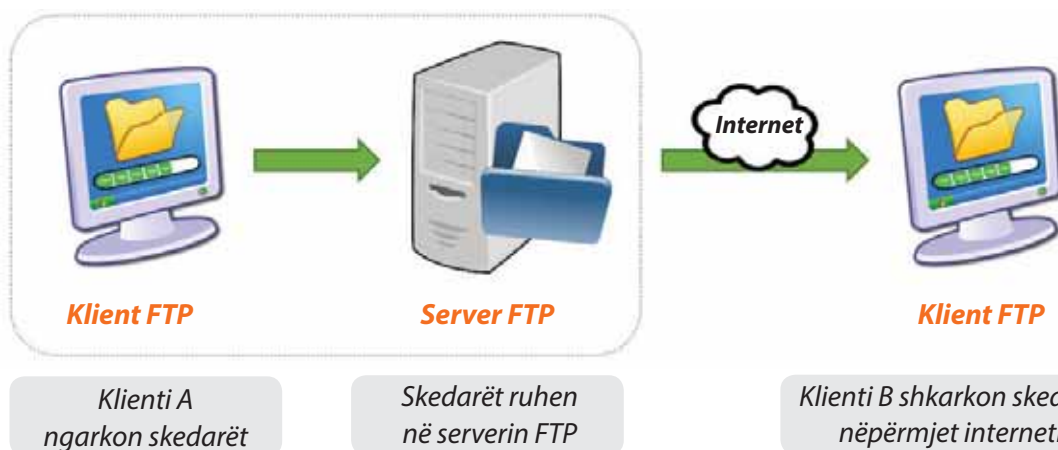 Internet
Klient FTP
Server FTP
Klient FTP
Klienti A
ngarkon skedarët
Skedarët ruhen
në serverin FTP
Klienti B shkarkon
nëpërmjet